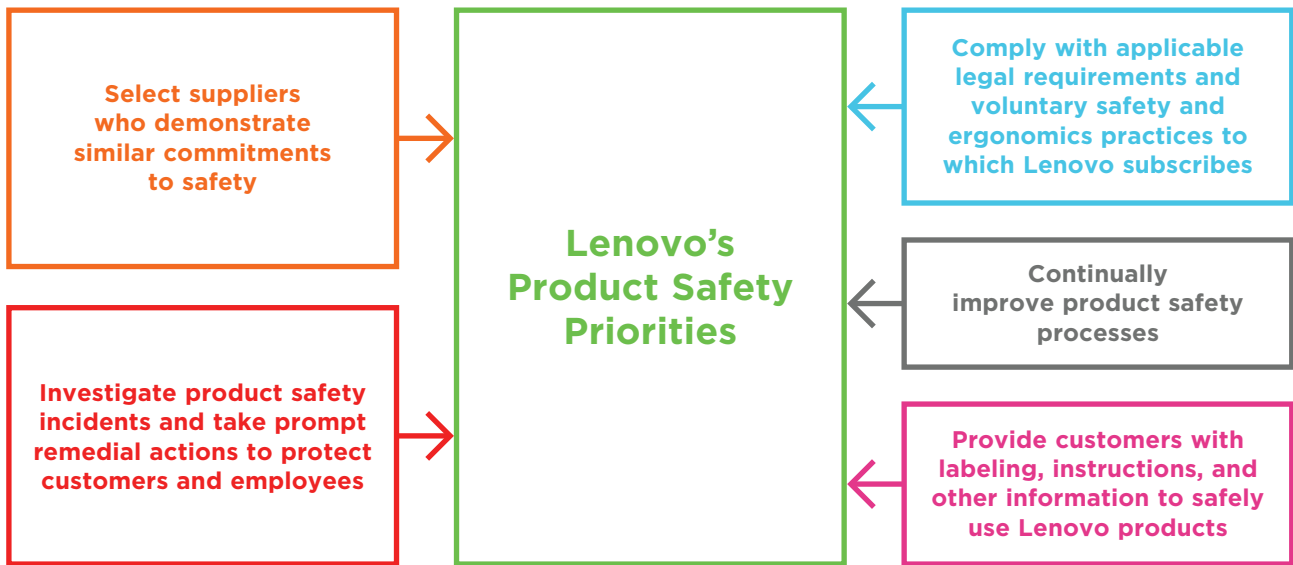 Select suppliers
who demonstrate
similar commitments
to safety
Investigate product safety
incidents and take prompt
remedial actions to protect
customers and employees
Lenovo’s
Product Safety
Priorities
Comply with applicable
legal requirements and
voluntary safety and
ergonomics practices to
which Lenovo subscribes
Continually
improve product safety
processes
Provide customers with
labeling, instructions, and
other information to safely
use Lenovo products